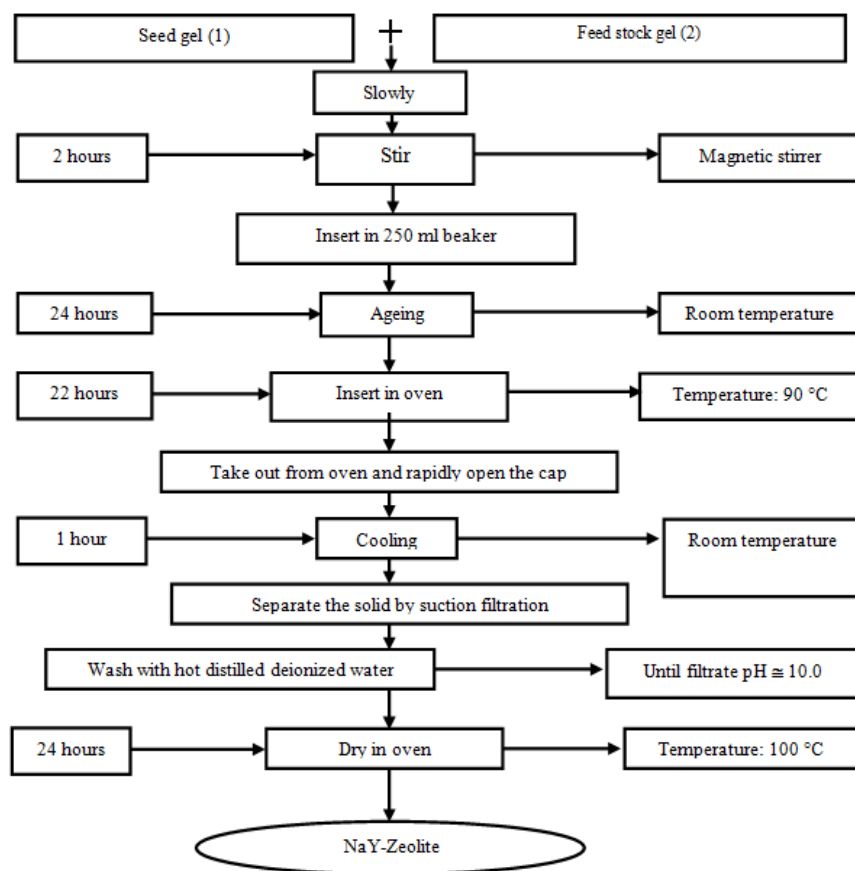 Seed gel (1)
+
Feed stock gel (2)
Slowly
2 hours
Stir
Magnetic stirrer
Insert in 250 ml beaker
24 hours
Ageing
Room temperature
22 hours
Insert in oven
Temperature: 90 °C
Take out from oven and rapidly open the cap
1 hour
Cooling
Room temperature
Separate the solid by suction filtration
Wash with hot distilled deionized water
Until filtrate pH ≅ 10.0
24 hours
Dry in oven
Temperature: 100 °C
NaY-Zeolite